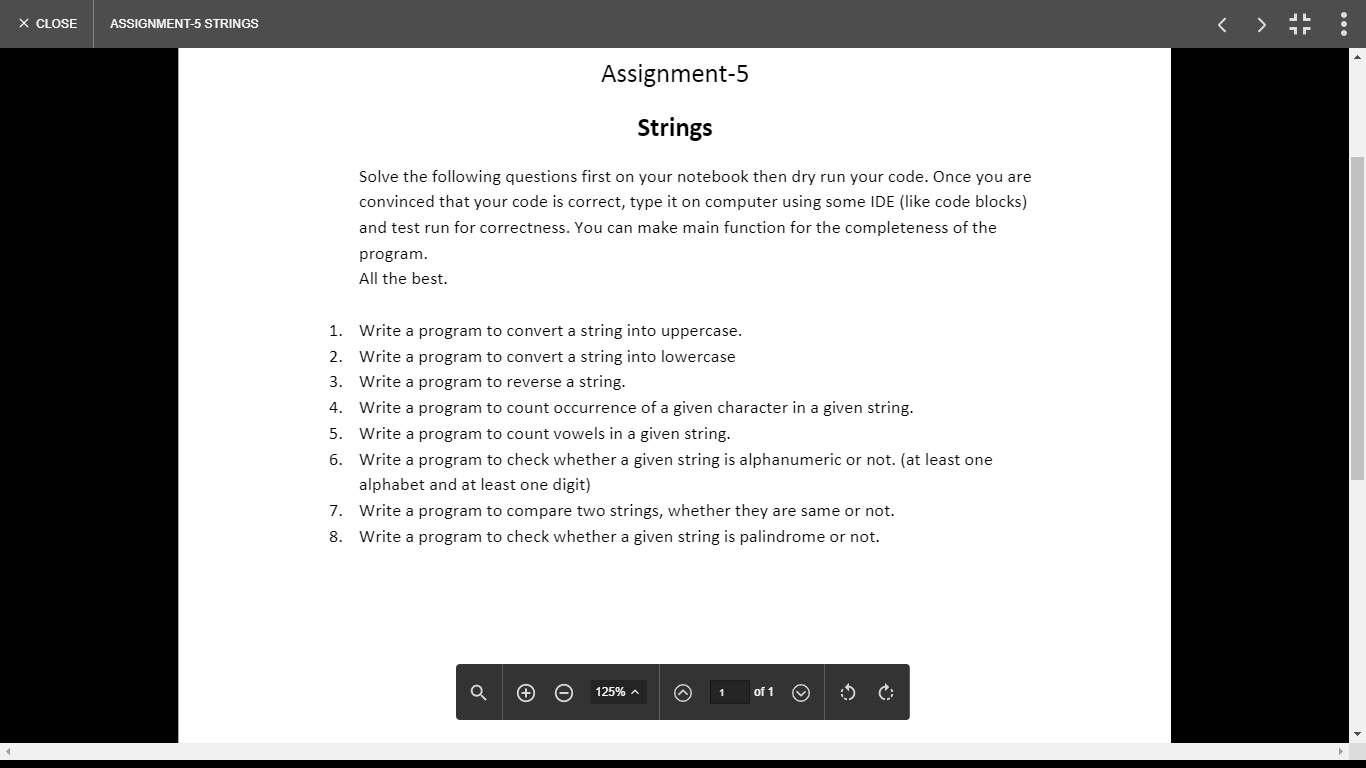 CLOSE ASSIGNMENT-5 STRINGS
Assignment-5
Strings
Solve the following questions first on your notebook then dry run your code. Once you are
convinced that your code is correct, type it on computer using some IDE (like code blocks)
and test run for correctness. You can make main function for the completeness of the
program.
All the best.
1. Write a program to convert a string into uppercase.
2. Write a program to convert a string into lowercase
3. Write a program to reverse a string.
4. Write a program to count occurrence of a given character in a given string.
5. Write a program to count vowels in a given string.
6. Write a program to check whether a given string is alphanumeric or not. (at least one
alphabet and at least one digit)
7. Write a program to compare two strings, whether they are same or not.
8. Write a program to check whether a given string is palindrome or not.
125% 1 of 1